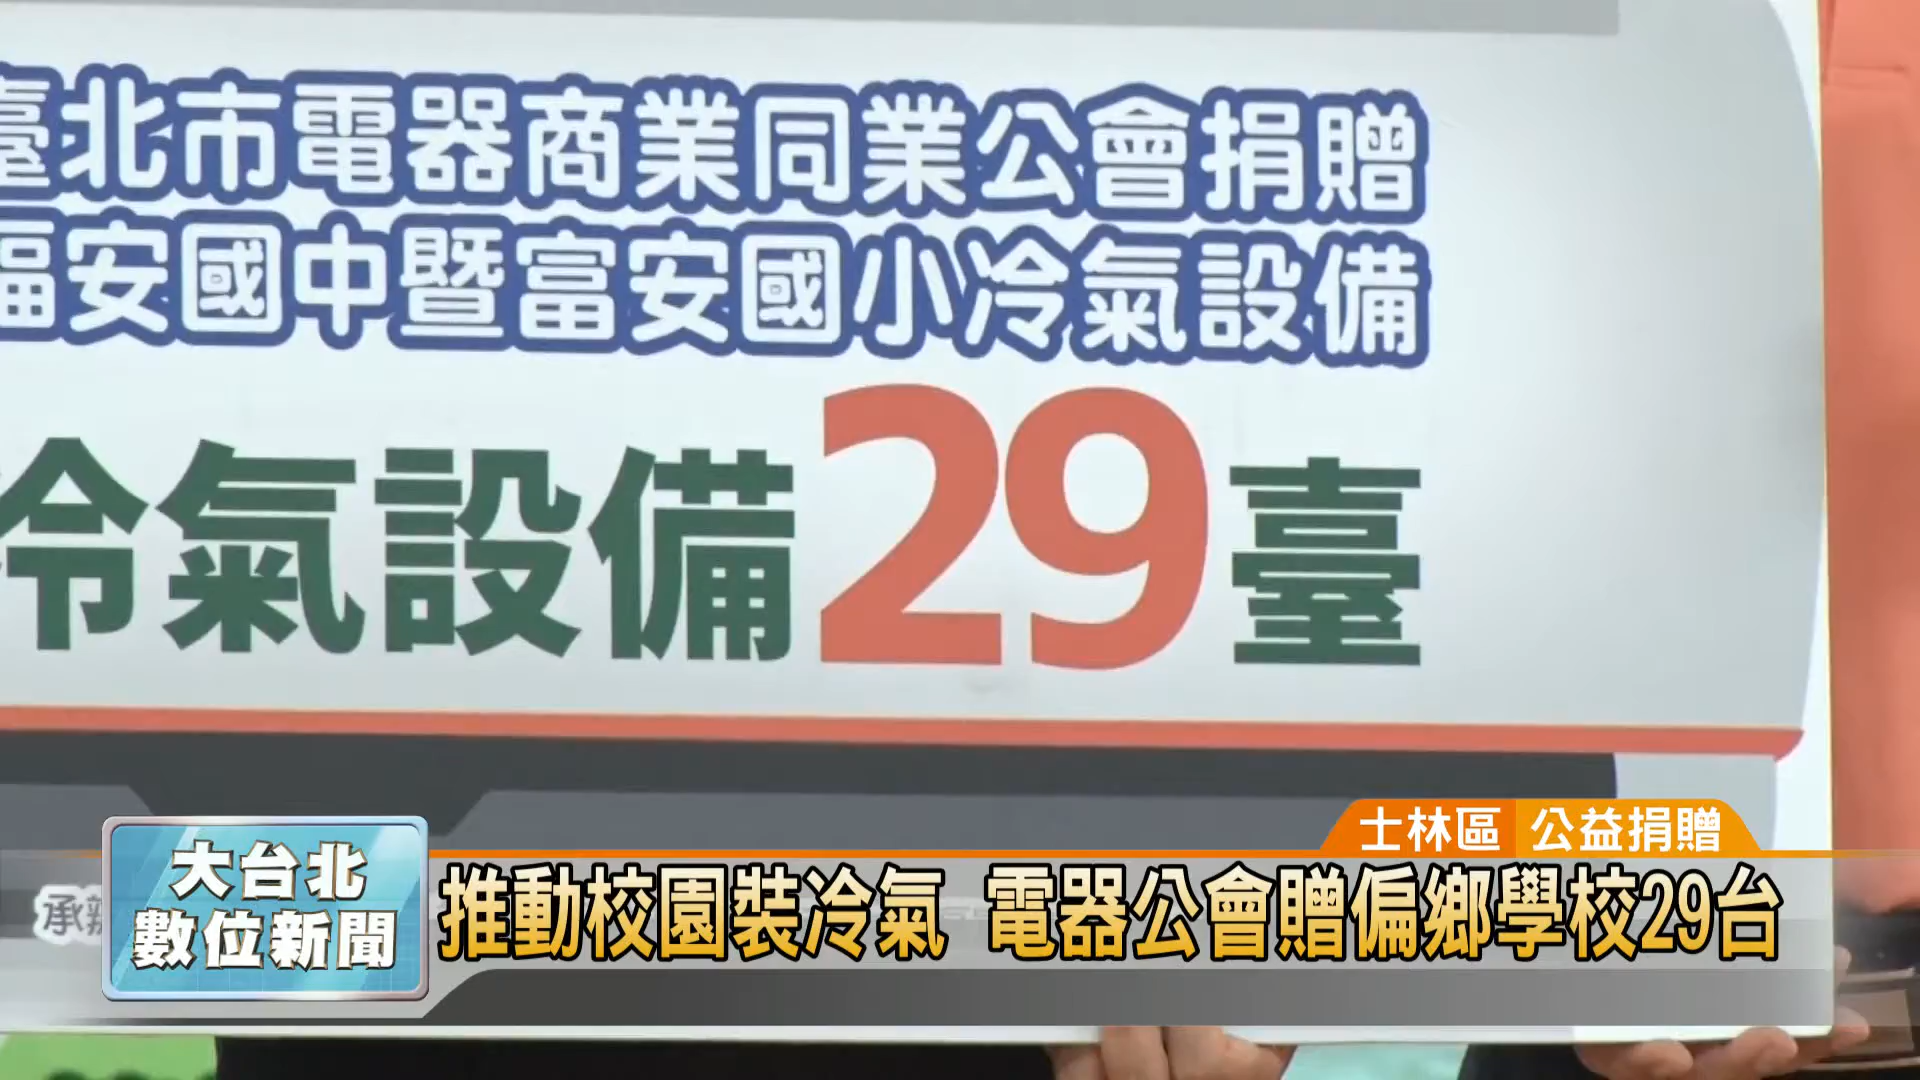 臺北市電器商業同業公會捐贈
福安國中暨富安國小冷氣設備
冷氣設備29臺
士林區 公益捐贈
大台北
數位新聞
推動校園裝冷氣 電器公會贈偏鄉學校29台
承辦